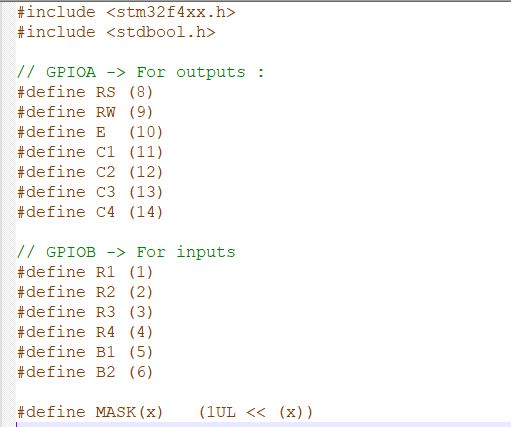 #include <stm32f4xx.h>
#include <stdbool.h>
// GPIOA -> For outputs :
#define RS (8)
#define RW (9)
#define E  (10)
#define C1 (11)
#define C2 (12)
#define C3 (13)
#define C4 (14)
// GPIOB -> For inputs
#define R1 (1)
#define R2 (2)
#define R3 (3)
#define R4 (4)
#define B1 (5)
#define B2 (6)
#define MASK(x)   (1UL << (x))